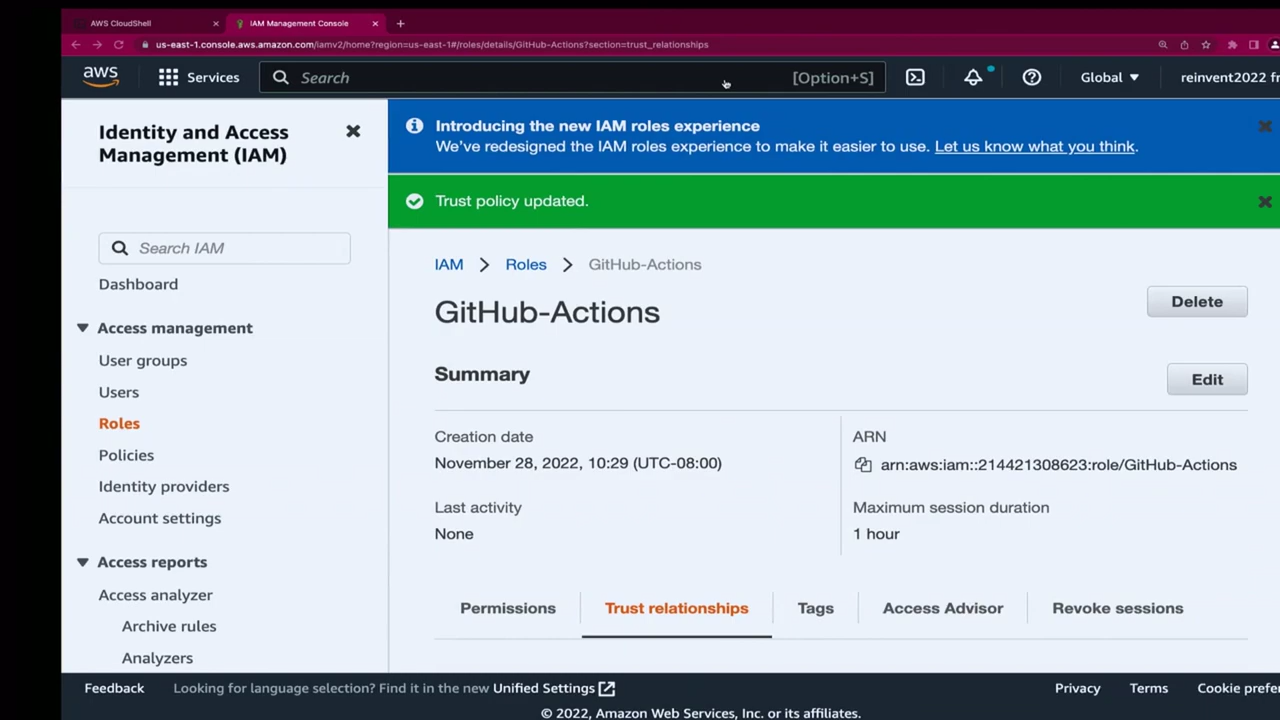 AWS CloudShell
IAM Management Console
us-east-1.console.aws.amazon.com/iamv2/home?region=us-east-1#/roles/details/GitHub-Actions?section=trust_relationships
aws
Services
Search
[Option+S]
Global
reinvent2022 fr
Identity and Access
Management (IAM)
Search IAM
Dashboard
Access management
User groups
Users
Roles
Policies
Identity providers
Account settings
Access reports
Access analyzer
Archive rules
Analyzers
Introducing the new IAM roles experience
We've redesigned the IAM roles experience to make it easier to use. Let us know what you think.
Trust policy updated.
IAM > Roles > GitHub-Actions
GitHub-Actions
Delete
Summary
Edit
Creation date
November 28, 2022, 10:29 (UTC-08:00)
ARN
arn:aws:iam::214421308623:role/GitHub-Actions
Last activity
None
Maximum session duration
1 hour
Permissions
Trust relationships
Tags
Access Advisor
Revoke sessions
Feedback
Looking for language selection? Find it in the new Unified Settings
Privacy
Terms
Cookie prefer
© 2022, Amazon Web Services, Inc. or its affiliates.